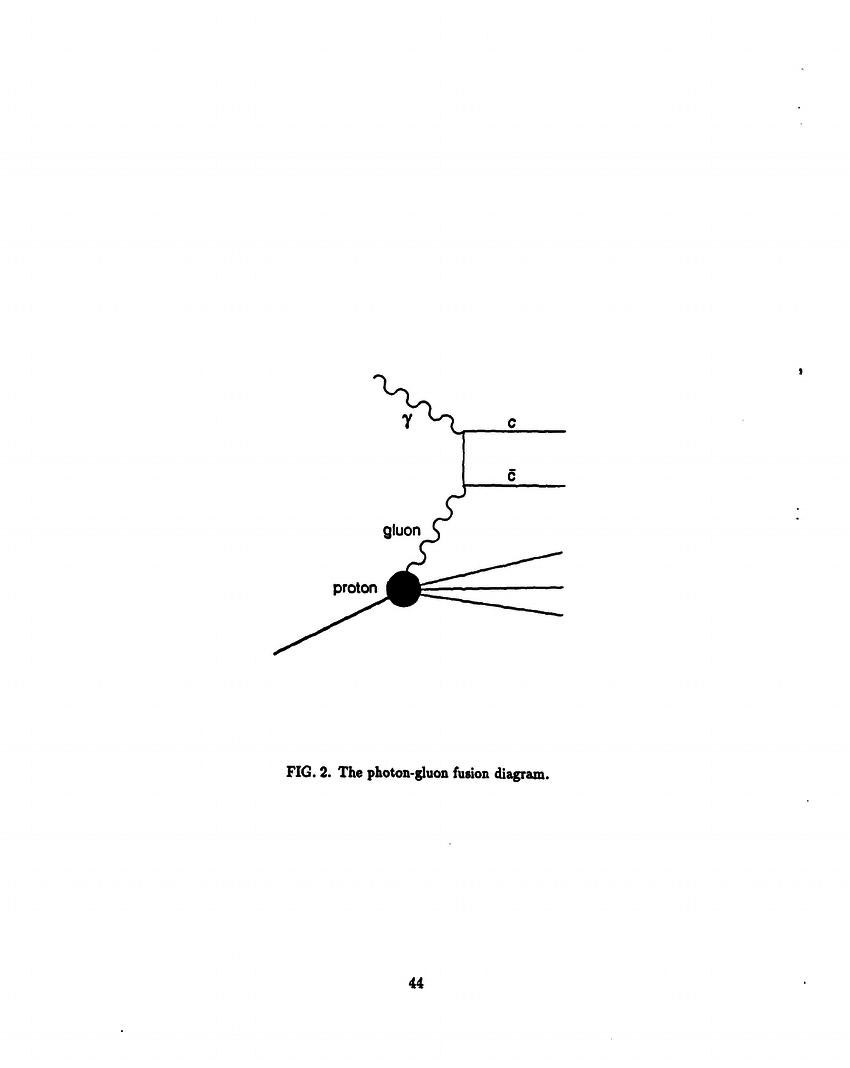 γ
c
c̄
gluon
proton
FIG. 2. The photon-gluon fusion diagram.
44